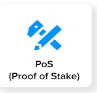 PoS
(Proof of Stake)